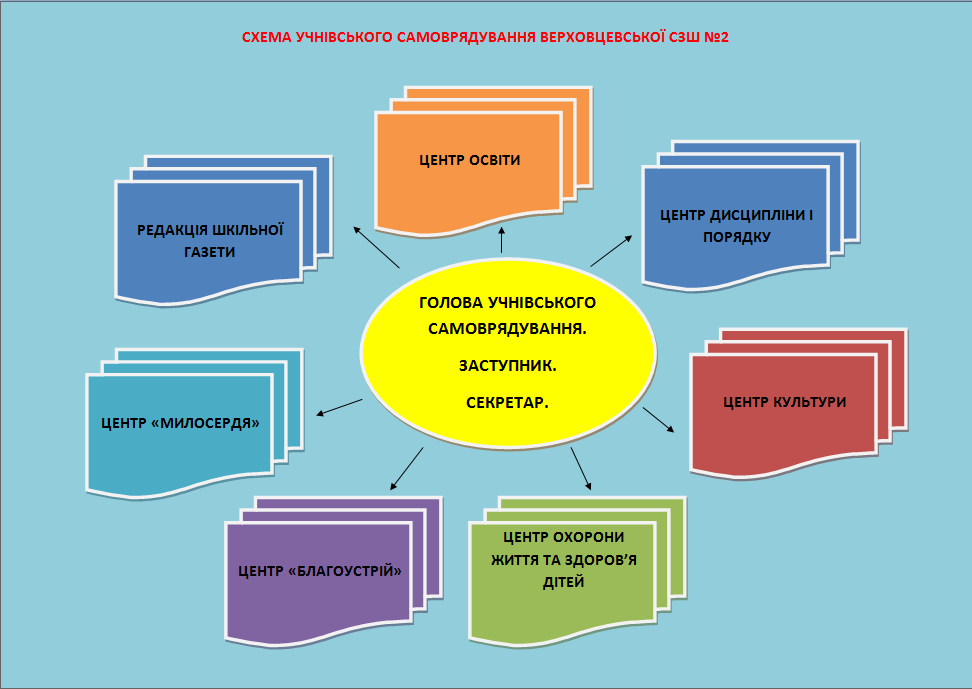 СХЕМА УЧНІВСЬКОГО САМОВРЯДУВАННЯ ВЕРХОВЦЕВСЬКОЇ СЗШ №2
ЦЕНТР ОСВІТИ
РЕДАКЦІЯ ШКІЛЬНОЇ
ГАЗЕТИ
ЦЕНТР ДИСЦИПЛІНИ І
ПОРЯДКУ
ГОЛОВА УЧНІВСЬКОГО
САМОВРЯДУВАННЯ.
ЗАСТУПНИК.
СЕКРЕТАР.
ЦЕНТР «МИЛОСЕРДЯ»
ЦЕНТР КУЛЬТУРИ
ЦЕНТР «БЛАГОУСТРІЙ»
ЦЕНТР ОХОРОНИ
ЖИТТЯ ТА ЗДОРОВ’Я
ДІТЕЙ